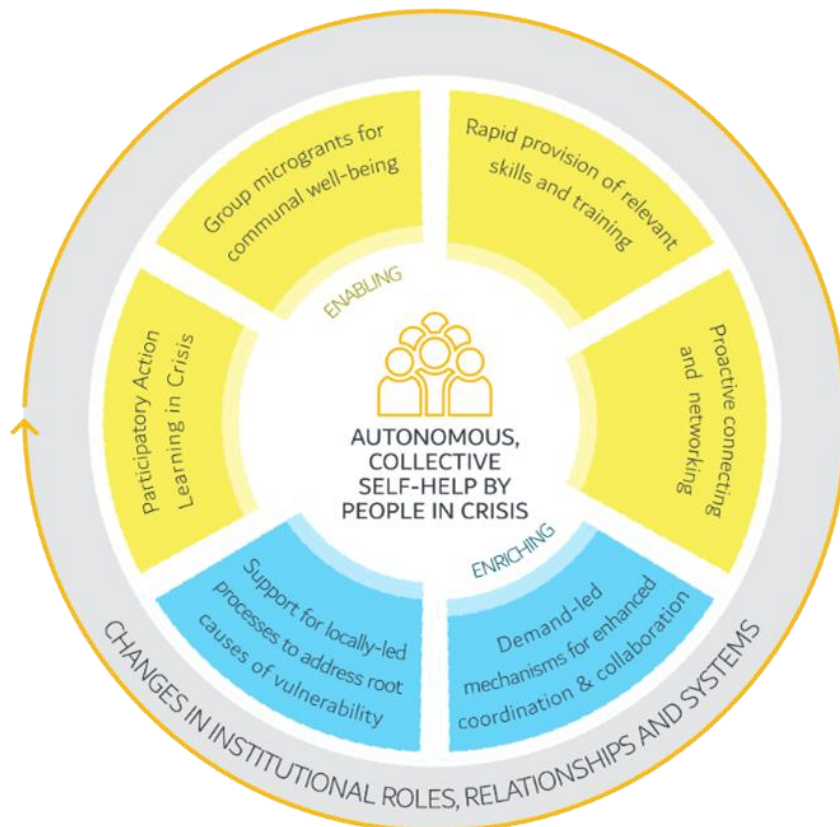 Group microgrants for
communal well-being
Rapid provision of relevant
skills and training
Proactive connecting
and networking
Demand-led
mechanisms for enhanced
coordination & collaboration
Support for locally-led
processes to address root
causes of vulnerability
Participatory Action
Learning in Crisis
ENABLING
AUTONOMOUS,
COLLECTIVE
SELF-HELP BY
PEOPLE IN CRISIS
ENRICHING
CHANGES IN INSTITUTIONAL ROLES, RELATIONSHIPS AND SYSTEMS